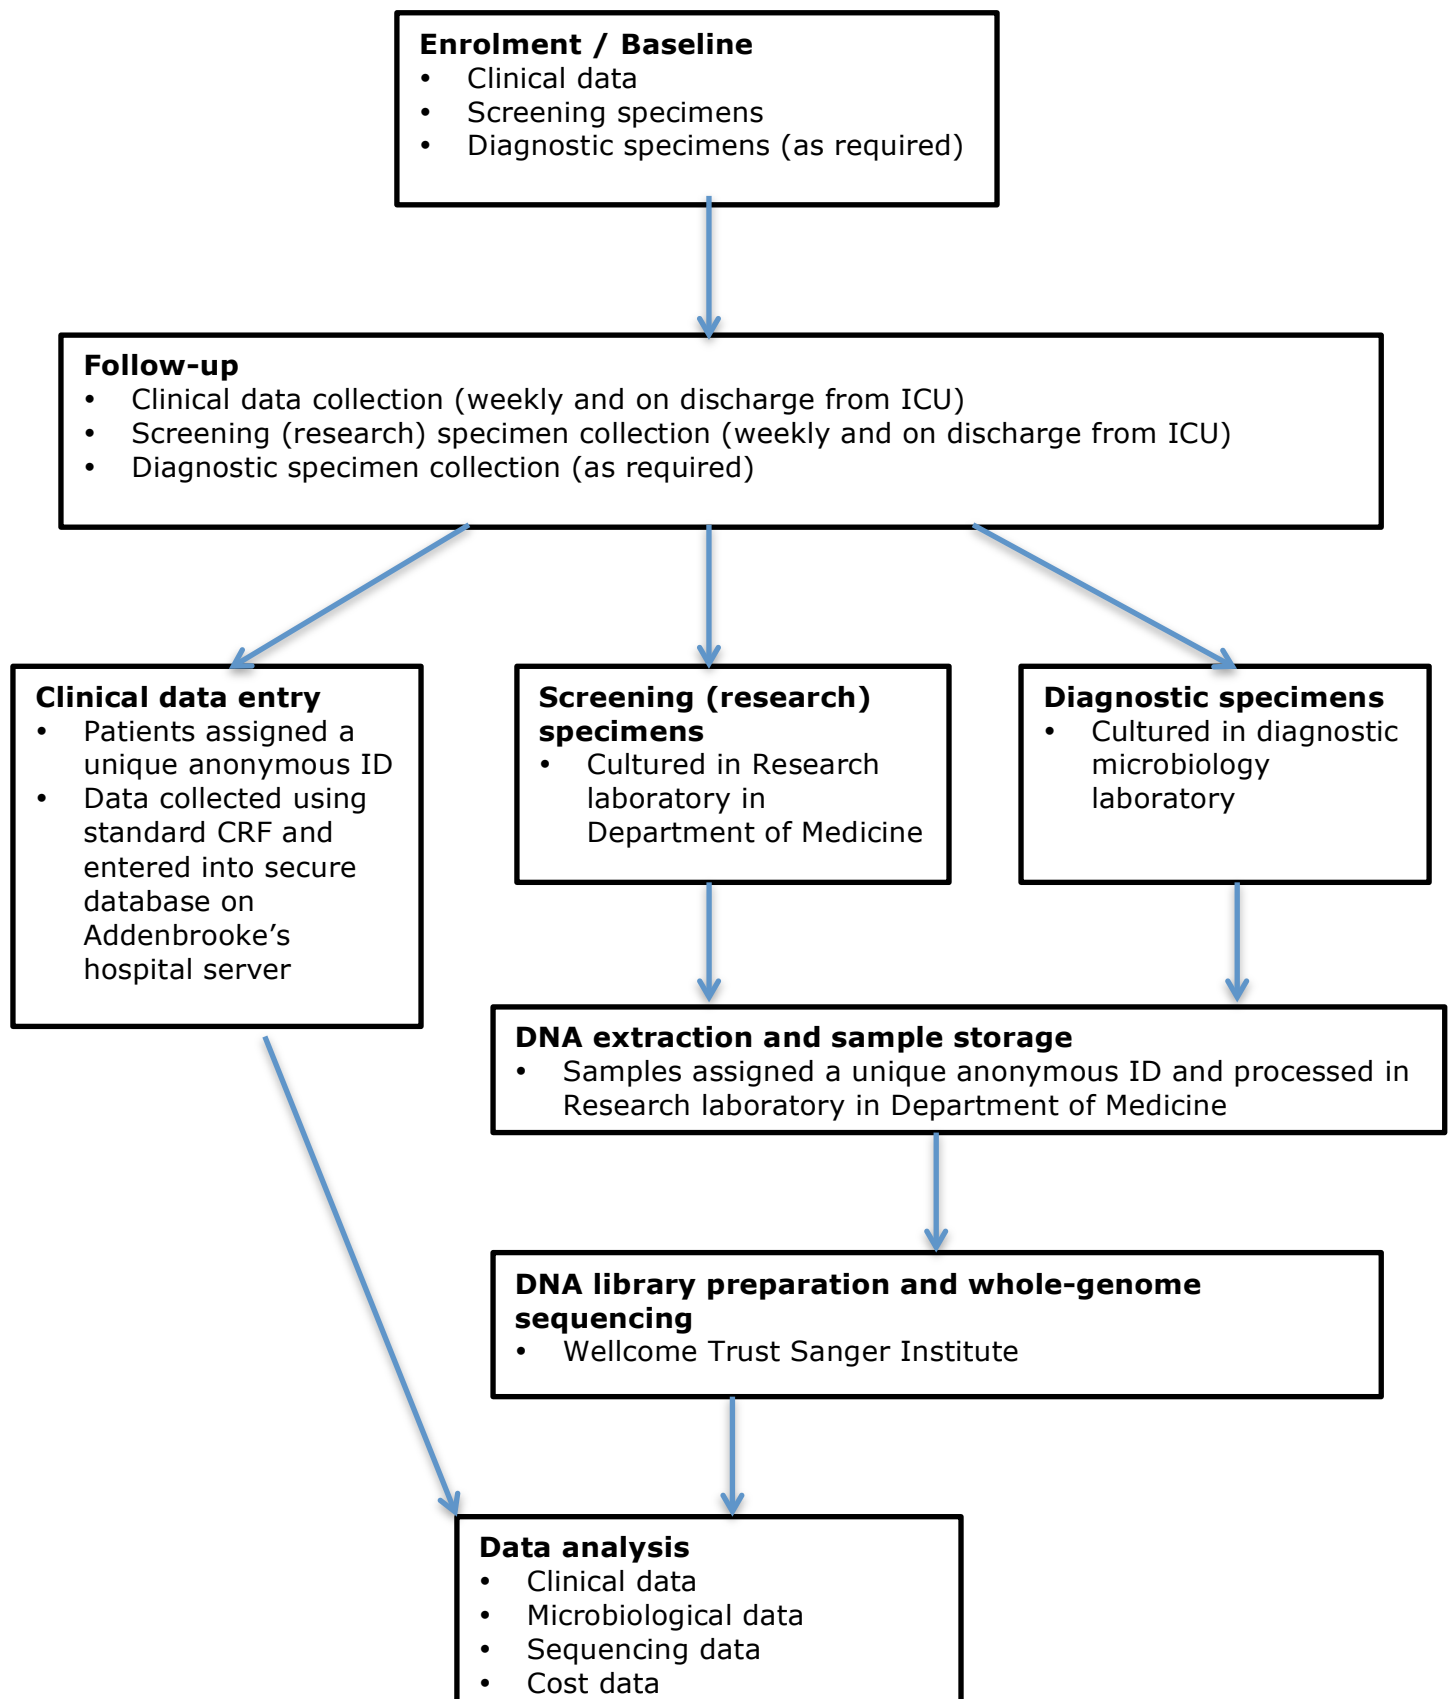 Enrolment / Baseline
• Clinical data
• Screening specimens
• Diagnostic specimens (as required)
Follow-up
• Clinical data collection (weekly and on discharge from ICU)
• Screening (research) specimen collection (weekly and on discharge from ICU)
• Diagnostic specimen collection (as required)
Clinical data entry
• Patients assigned a
unique anonymous ID
• Data collected using
standard CRF and
entered into secure
database on
Addenbrooke’s
hospital server
Screening (research)
specimens
• Cultured in Research
laboratory in
Department of Medicine
Diagnostic specimens
• Cultured in diagnostic
microbiology
laboratory
DNA extraction and sample storage
• Samples assigned a unique anonymous ID and processed in
Research laboratory in Department of Medicine
DNA library preparation and whole-genome
sequencing
• Wellcome Trust Sanger Institute
Data analysis
• Clinical data
• Microbiological data
• Sequencing data
• Cost data